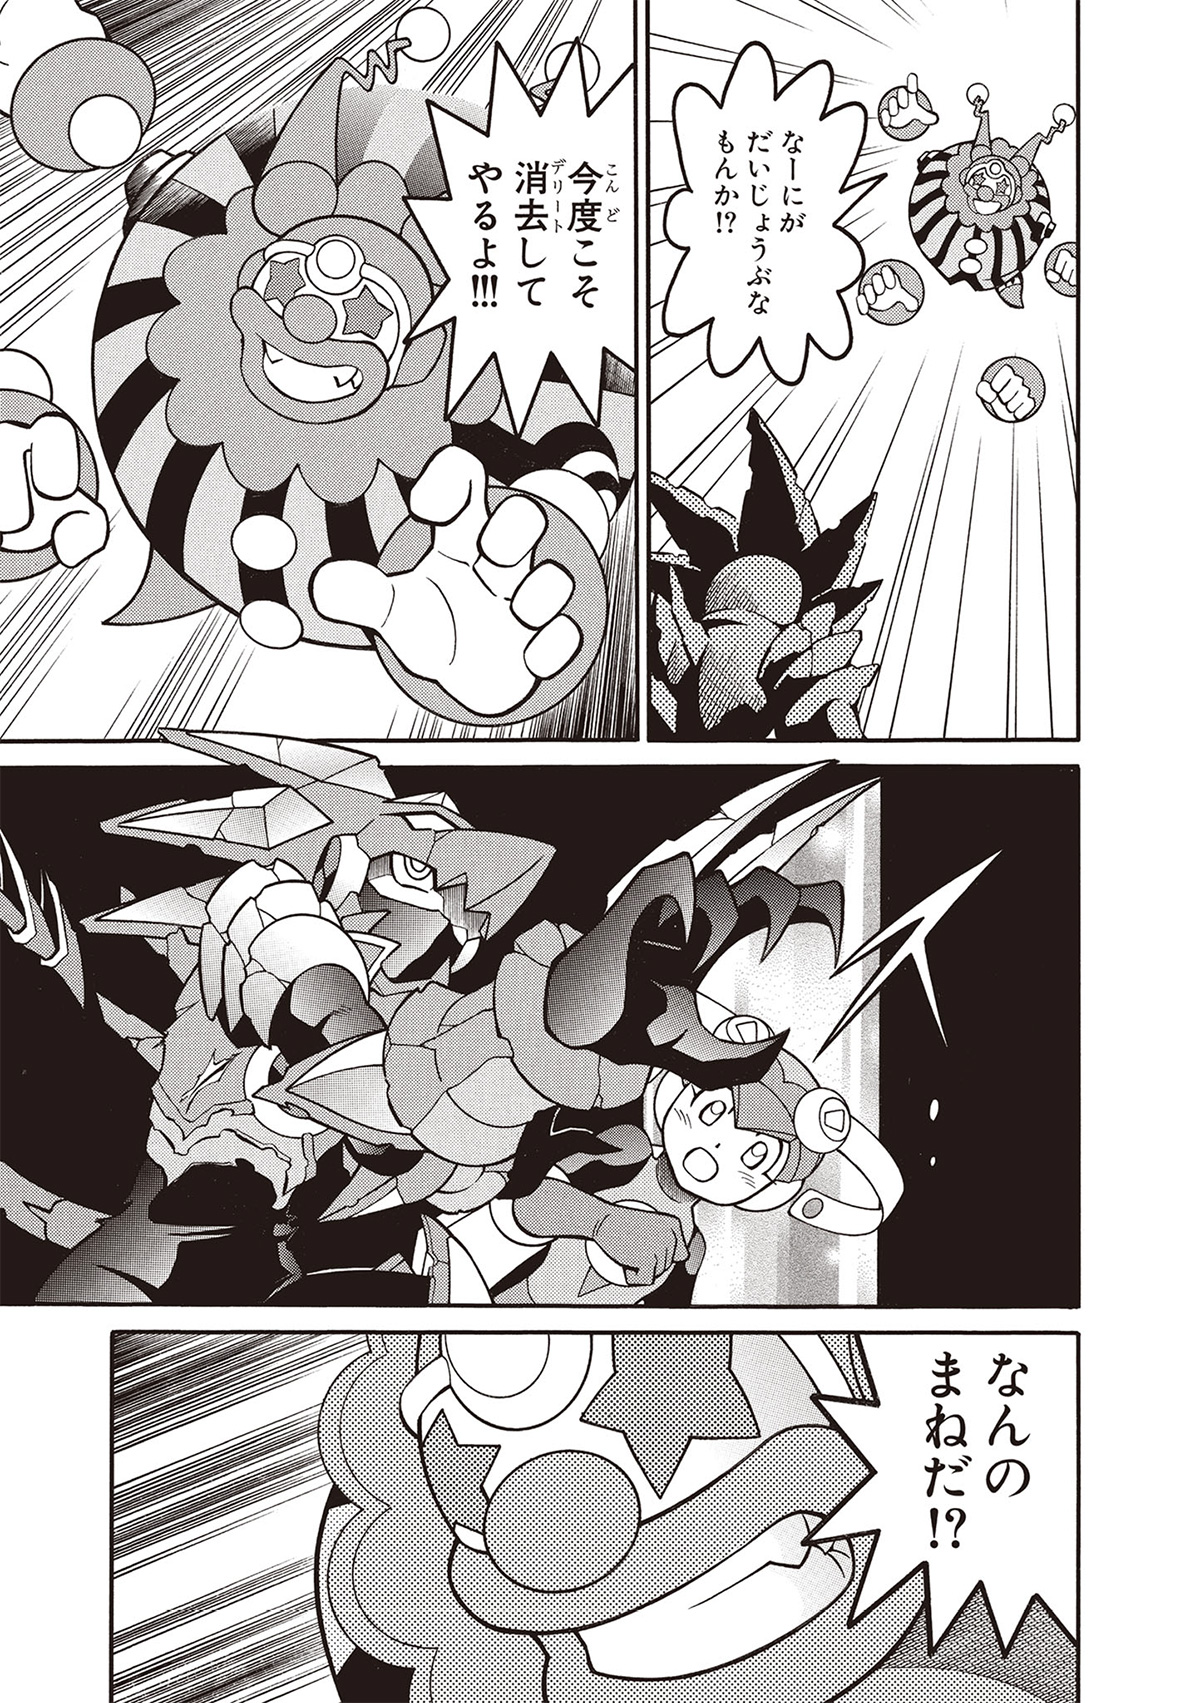 なーにが
だいじょうぶな
もんか!?
今度こそ
こんど
消去して
デリート
やるよ!!!
なんの
まねだ!?